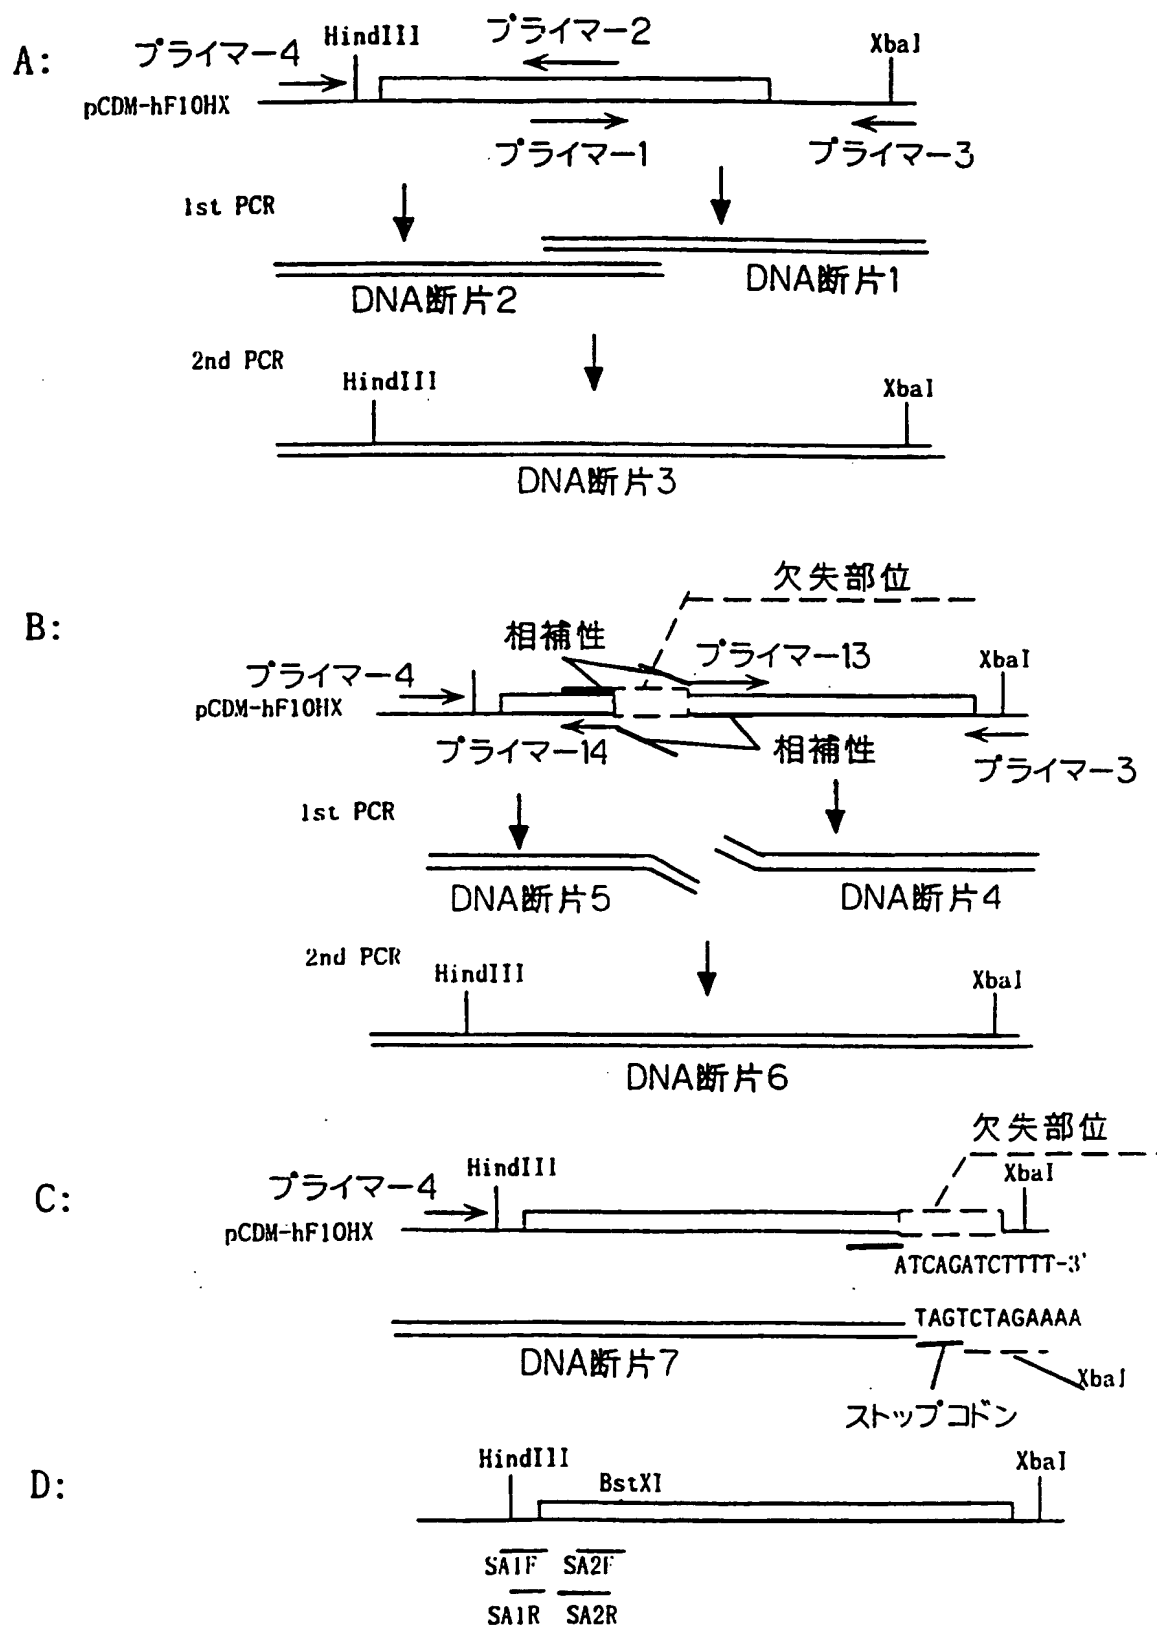 A:
プライマー4
HindIII
プライマー2
XbaI
pCDM-hF10HX
プライマー1
プライマー3
1st PCR
DNA断片2
DNA断片1
2nd PCR
HindIII
XbaI
DNA断片3
B:
欠失部位
相補性
プライマー13
プライマー4
XbaI
pCDM-hF10HX
プライマー14
相補性
プライマー3
1st PCR
DNA断片5
DNA断片4
2nd PCR
HindIII
XbaI
DNA断片6
C:
欠失部位
プライマー4
HindIII
XbaI
pCDM-hF10HX
ATCAGATCTTTT-3'
TAGTCTAGAAAA
DNA断片7
XbaI
ストップコドン
D:
HindIII
BstXI
XbaI
SA1F SA2F
SA1R SA2R